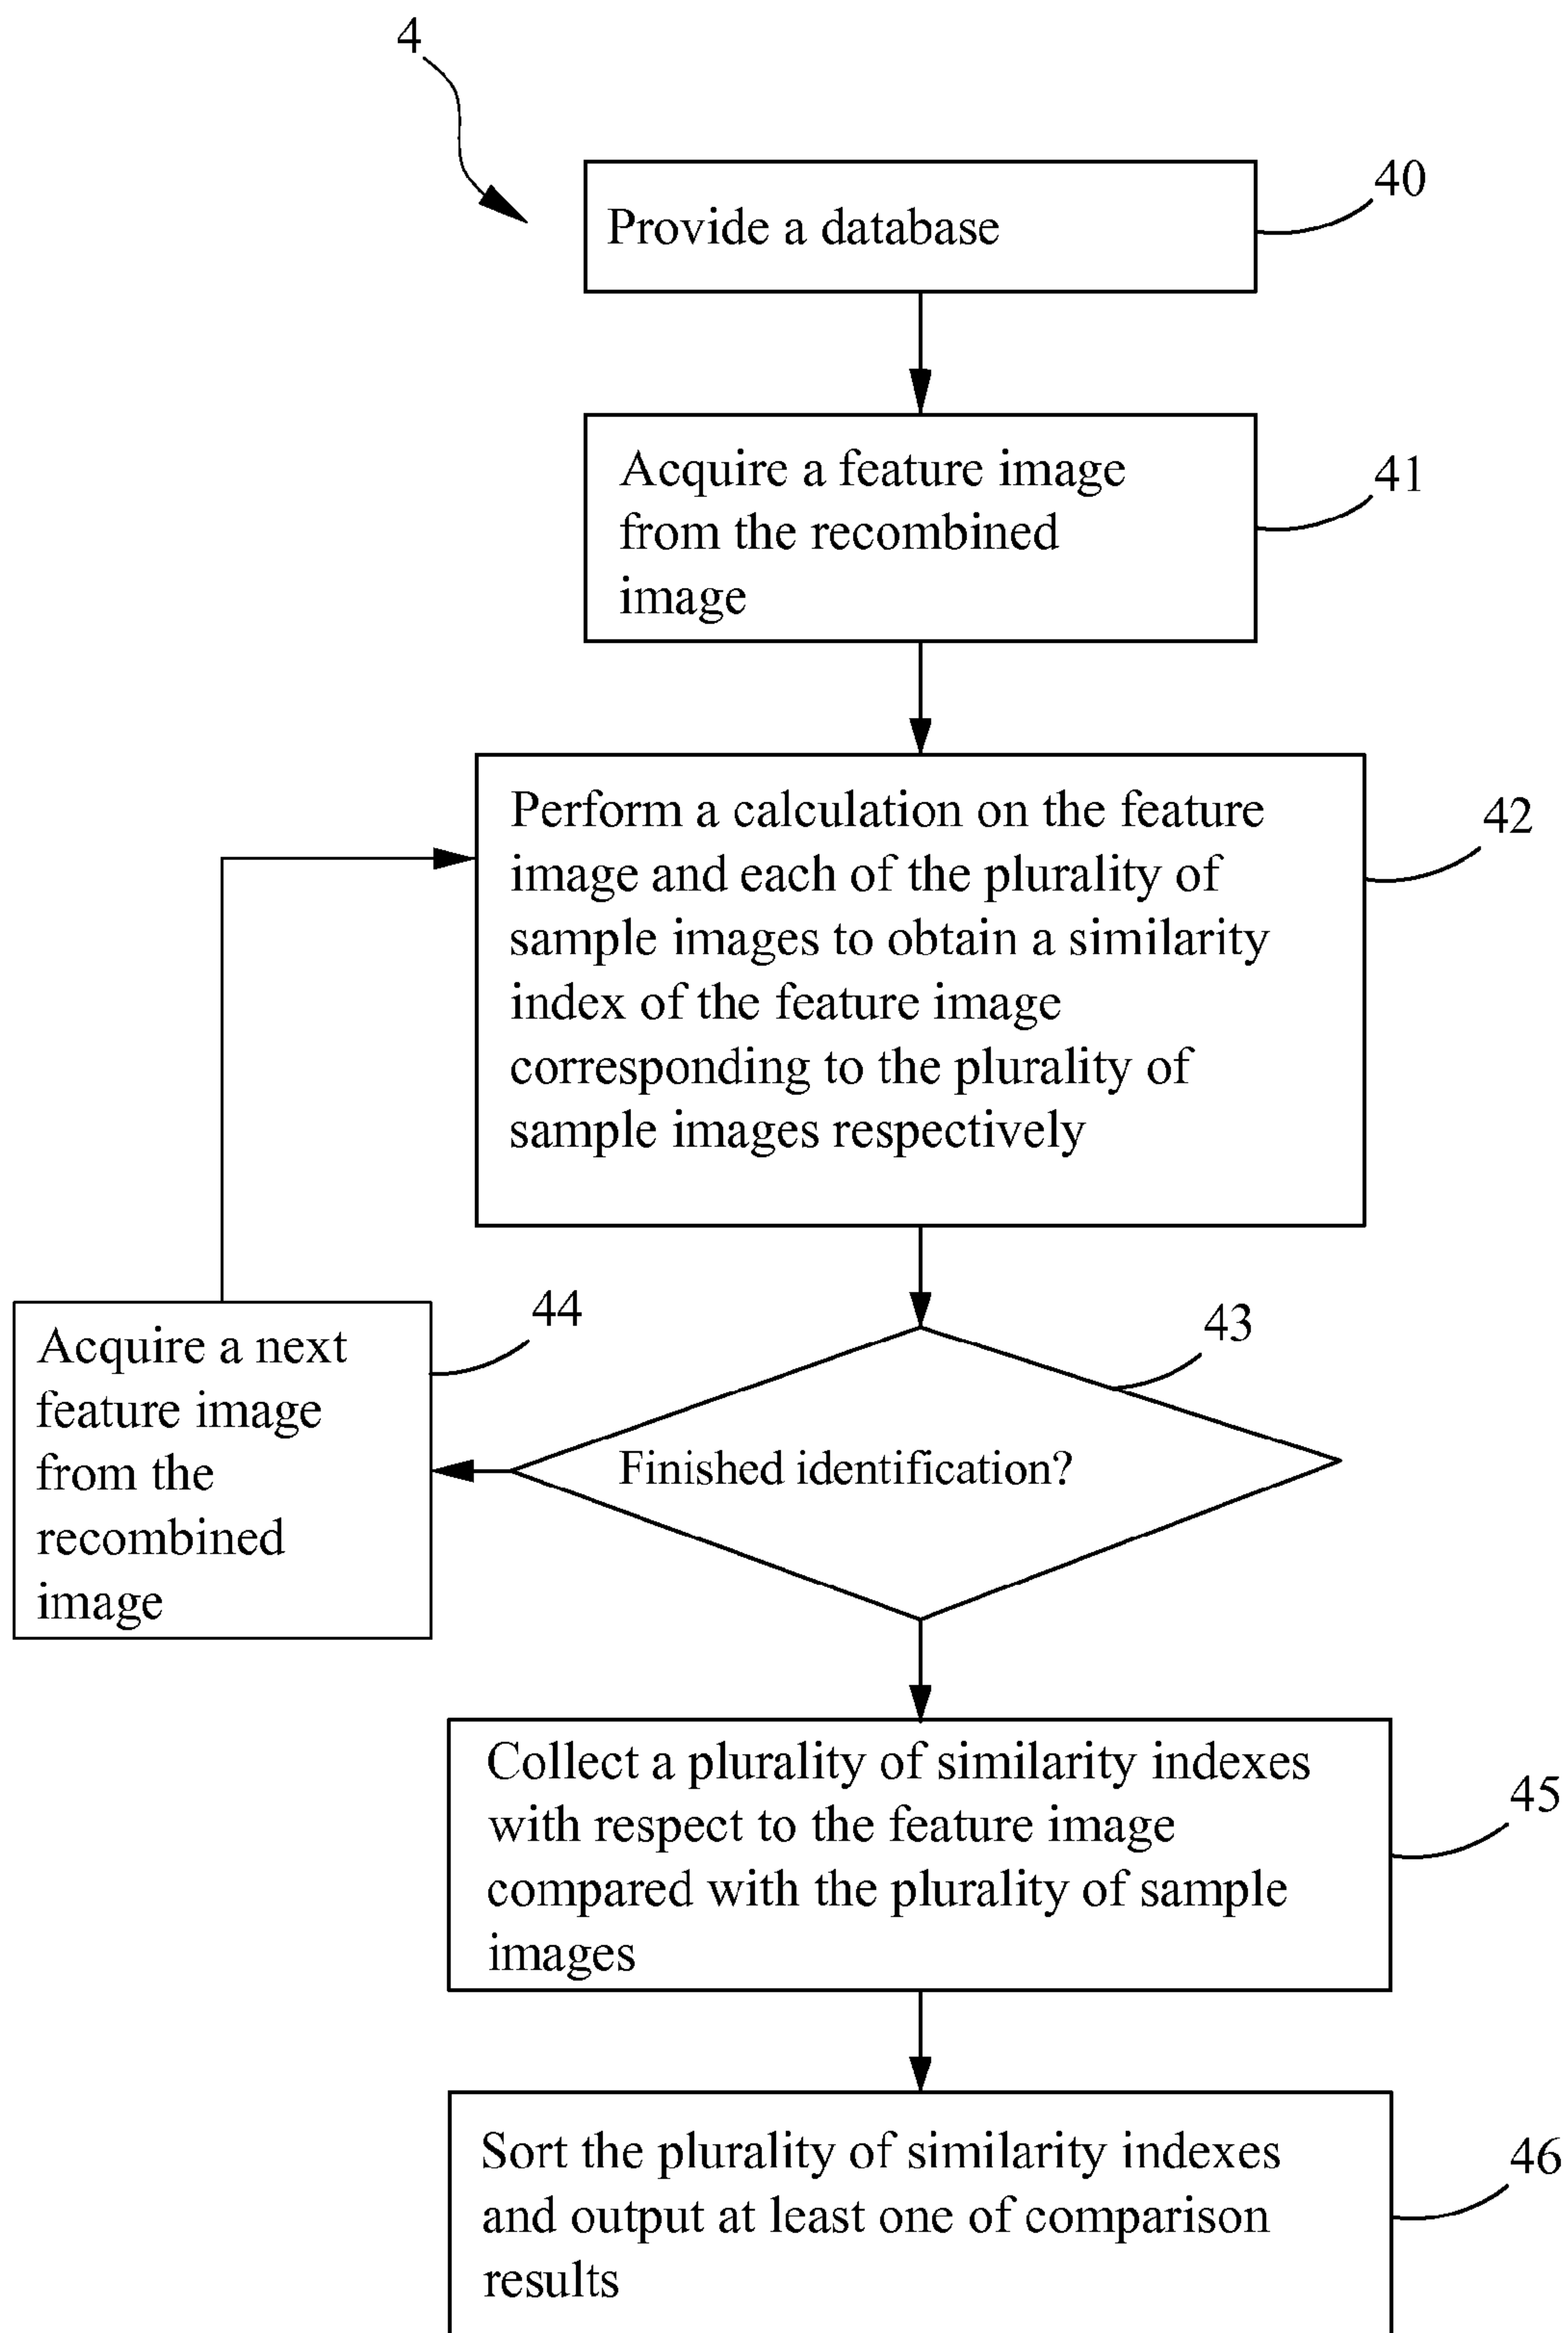 4
Provide a database
40
Acquire a feature image
from the recombined
image
41
Perform a calculation on the feature
image and each of the plurality of
sample images to obtain a similarity
index of the feature image
corresponding to the plurality of
sample images respectively
42
Finished identification?
43
Acquire a next
feature image
from the
recombined
image
44
Collect a plurality of similarity indexes
with respect to the feature image
compared with the plurality of sample
images
45
Sort the plurality of similarity indexes
and output at least one of comparison
results
46